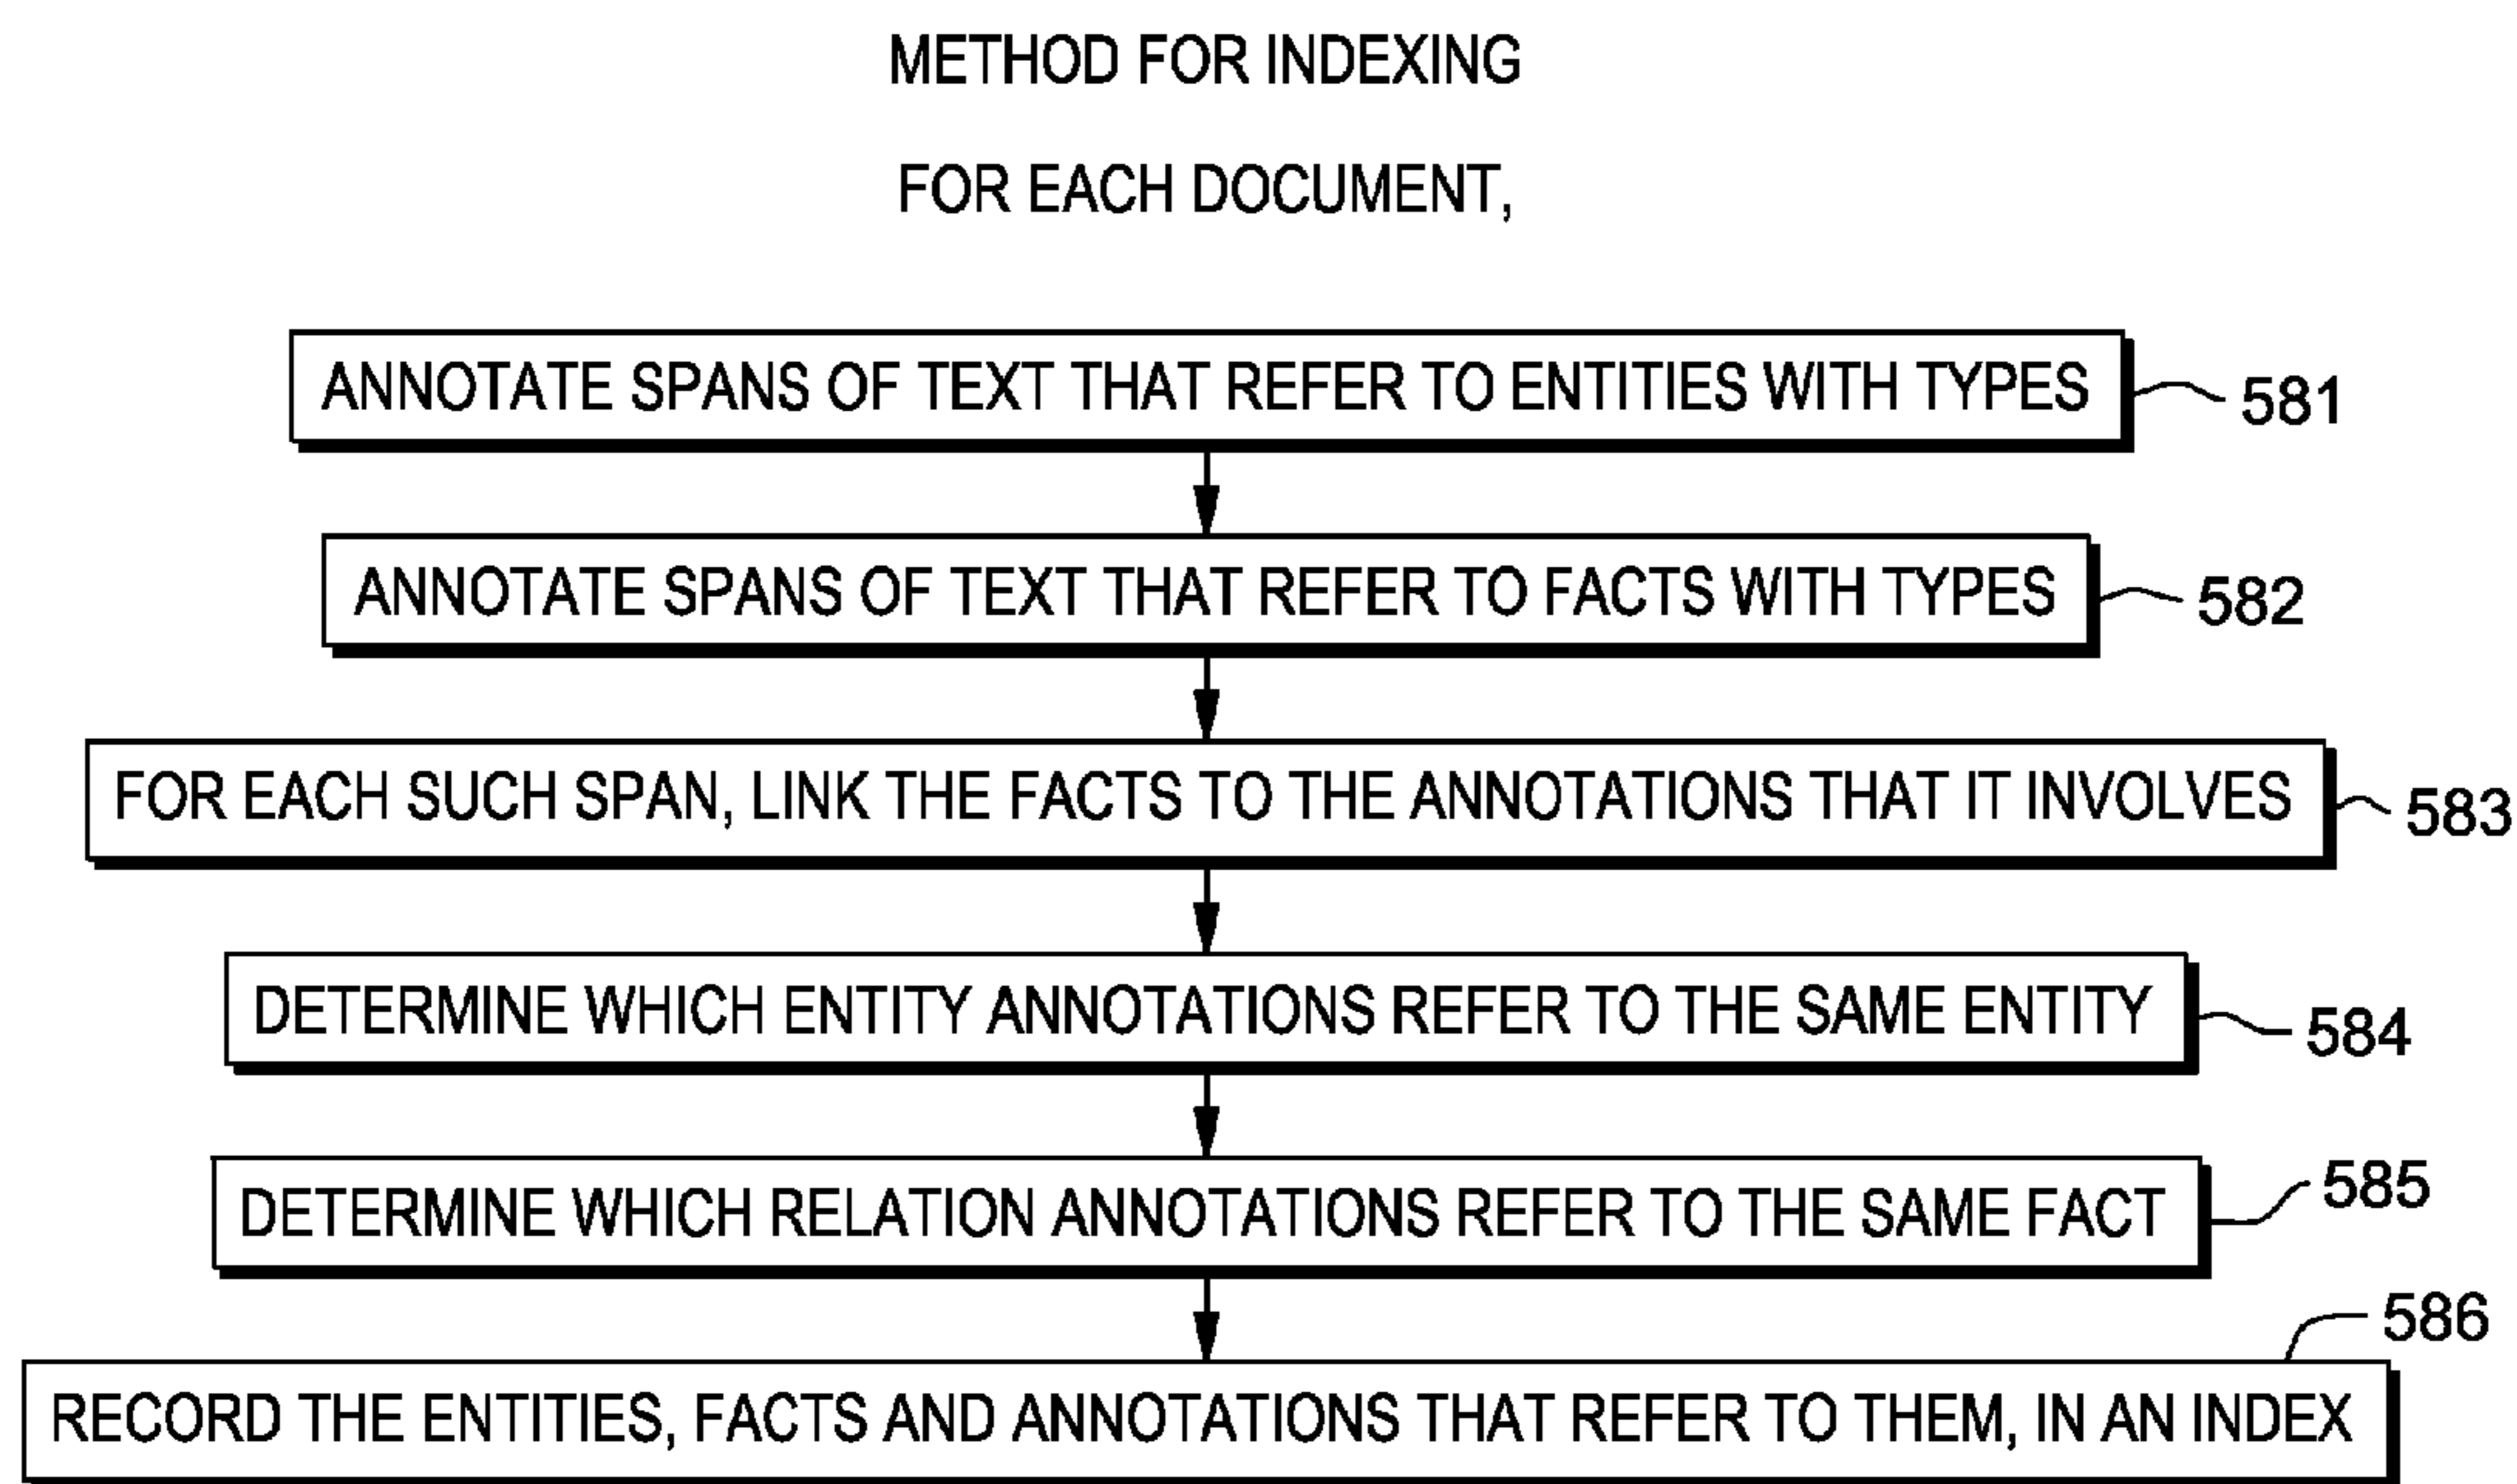 METHOD FOR INDEXING
FOR EACH DOCUMENT,
ANNOTATE SPANS OF TEXT THAT REFER TO ENTITIES WITH TYPES
581
ANNOTATE SPANS OF TEXT THAT REFER TO FACTS WITH TYPES
582
FOR EACH SUCH SPAN, LINK THE FACTS TO THE ANNOTATIONS THAT IT INVOLVES
583
DETERMINE WHICH ENTITY ANNOTATIONS REFER TO THE SAME ENTITY
584
DETERMINE WHICH RELATION ANNOTATIONS REFER TO THE SAME FACT
585
586
RECORD THE ENTITIES, FACTS AND ANNOTATIONS THAT REFER TO THEM, IN AN INDEX